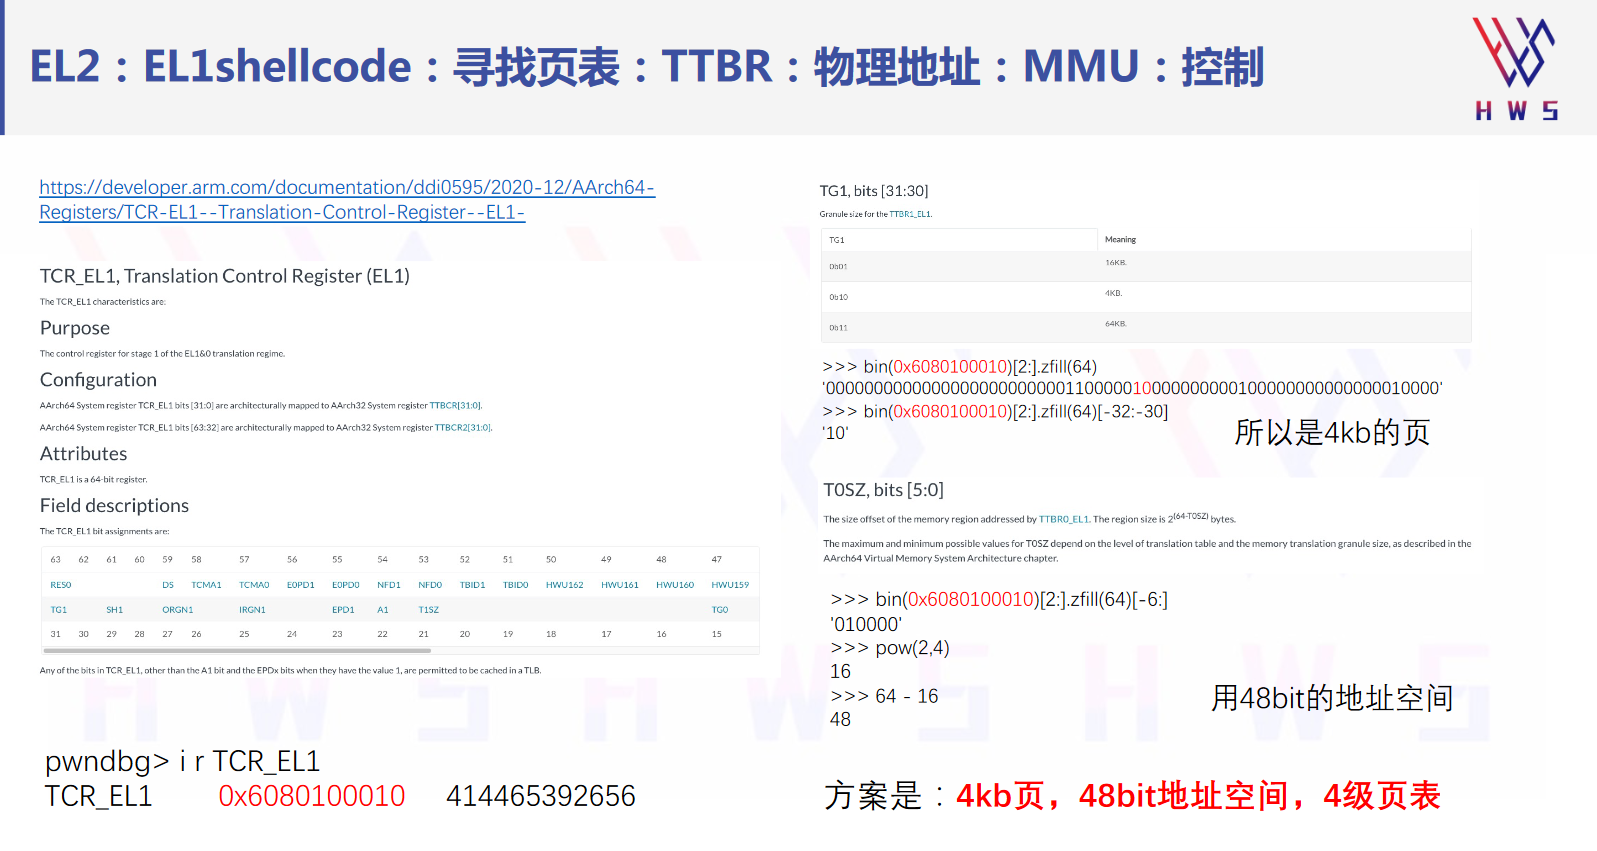 EL2：EL1shellcode：寻找页表：TTBR：物理地址：MMU：控制
HWS
https://developer.arm.com/documentation/ddi0595/2020-12/AArch64-
Registers/TCR-EL1--Translation-Control-Register--EL1-
TCR_EL1, Translation Control Register (EL1)
The TCR_EL1 characteristics are:
Purpose
The control register for stage 1 of the EL1&0 translation regime.
Configuration
AArch64 System register TCR_EL1 bits [31:0] are architecturally mapped to AArch32 System register TTBCR[31:0].
AArch64 System register TCR_EL1 bits [63:32] are architecturally mapped to AArch32 System register TTBCR2[31:0].
Attributes
TCR_EL1 is a 64-bit register.
Field descriptions
The TCR_EL1 bit assignments are:
63 62 61 60 59 58 57 56 55 54 53 52 51 50 49 48 47
RES0 DS TCMA1 TCMA0 E0PD1 E0PD0 NFD1 NFD0 TBID1 TBID0 HWU162 HWU161 HWU160 HWU159
TG1 SH1 ORGN1 IRGN1 EPD1 A1 T1SZ TG0
31 30 29 28 27 26 25 24 23 22 21 20 19 18 17 16 15
Any of the bits in TCR_EL1, other than the A1 bit and the EPDx bits when they have the value 1, are permitted to be cached in a TLB.
pwndbg> i r TCR_EL1
TCR_EL1 0x6080100010 414465392656
TG1, bits [31:30]
Granule size for the TTBR1_EL1.
TG1 Meaning
0b01 16KB.
0b10 4KB.
0b11 64KB.
>>> bin(0x6080100010)[2:].zfill(64)
'0000000000000000000000000110000010000000000100000000000000010000'
>>> bin(0x6080100010)[2:].zfill(64)[-32:-30]
'10'
所以是4kb的页
T0SZ, bits [5:0]
The size offset of the memory region addressed by TTBR0_EL1. The region size is 2(64-T0SZ) bytes.
The maximum and minimum possible values for T0SZ depend on the level of translation table and the memory translation granule size, as described in the
AArch64 Virtual Memory System Architecture chapter.
>>> bin(0x6080100010)[2:].zfill(64)[-6:]
'010000'
>>> pow(2,4)
16
>>> 64 - 16
48
用48bit的地址空间
方案是：4kb页，48bit地址空间，4级页表